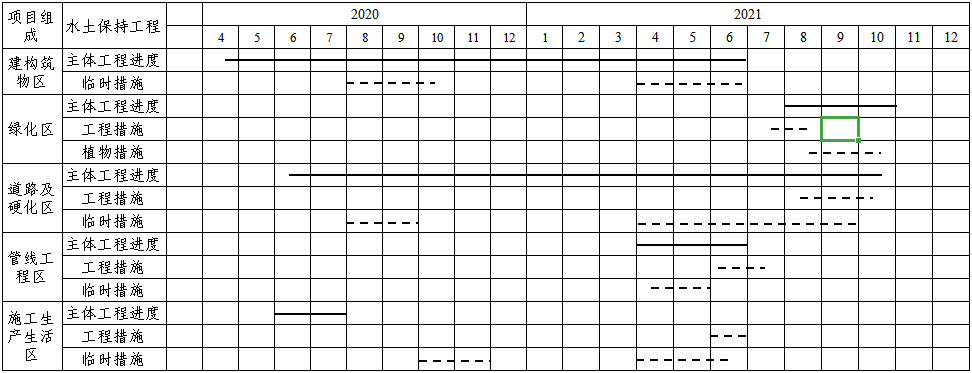 项目组成 水土保持工程 2020 2021
4 5 6 7 8 9 10 11 12 1 2 3 4 5 6 7 8 9 10 11 12
建构筑物区 主体工程进度
临时措施
绿化区 主体工程进度
工程措施
植物措施
道路及硬化区 主体工程进度
工程措施
临时措施
管线工程区 主体工程进度
工程措施
临时措施
施工生产生活区 主体工程进度
工程措施
临时措施